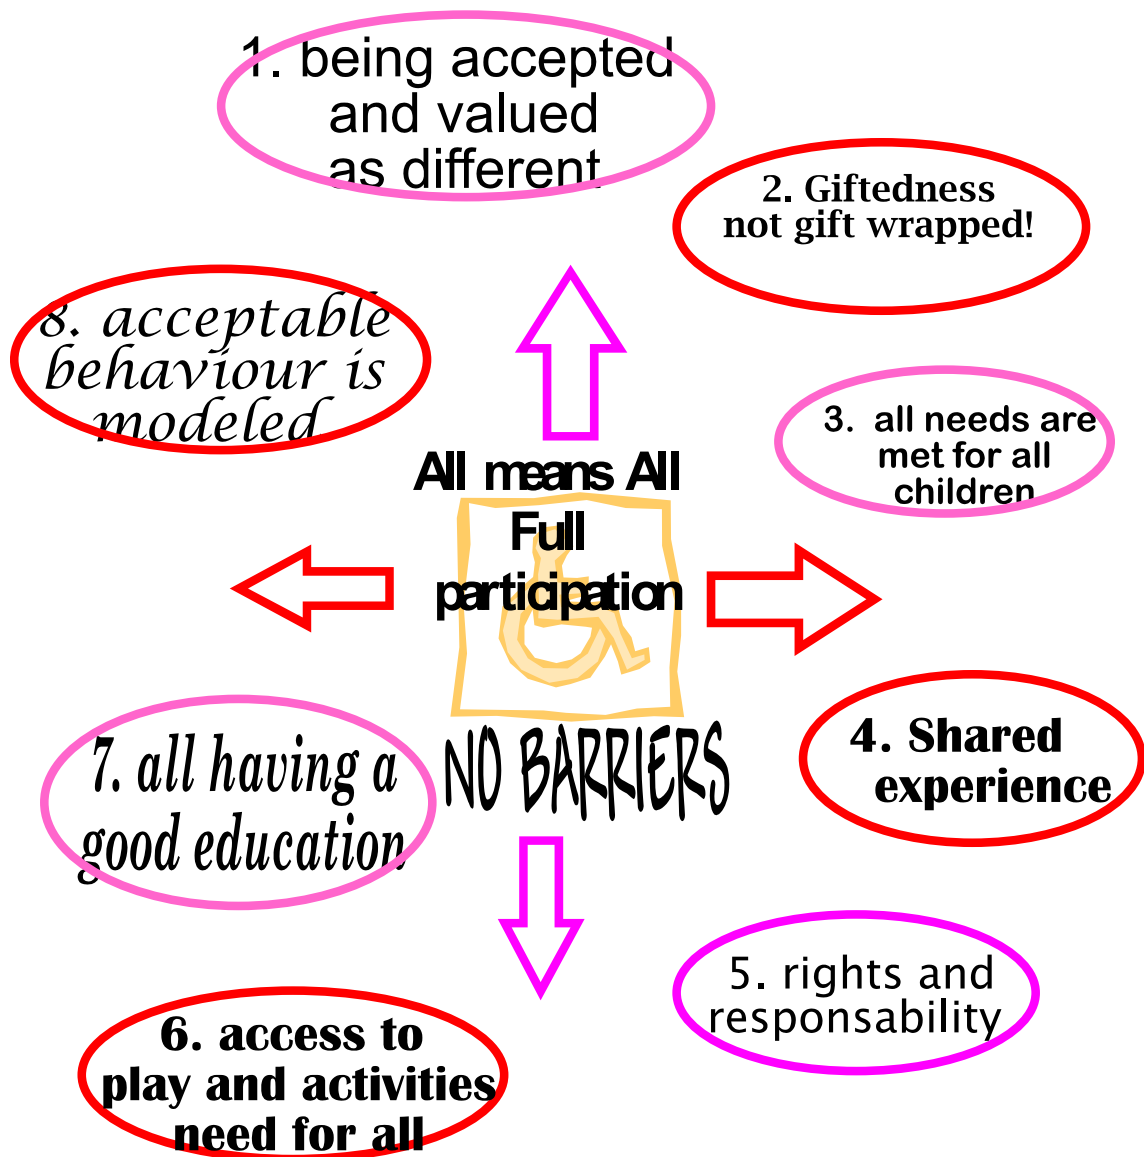 1. being accepted
and valued
as different
2. Giftedness
not gift wrapped!
8. acceptable
behaviour is
modeled
3. all needs are
met for all
children
All means All
Full
participation
4. Shared
experience
7. all having a
good education
NO BARRIERS
5. rights and
responsability
6. access to
play and activities
need for all